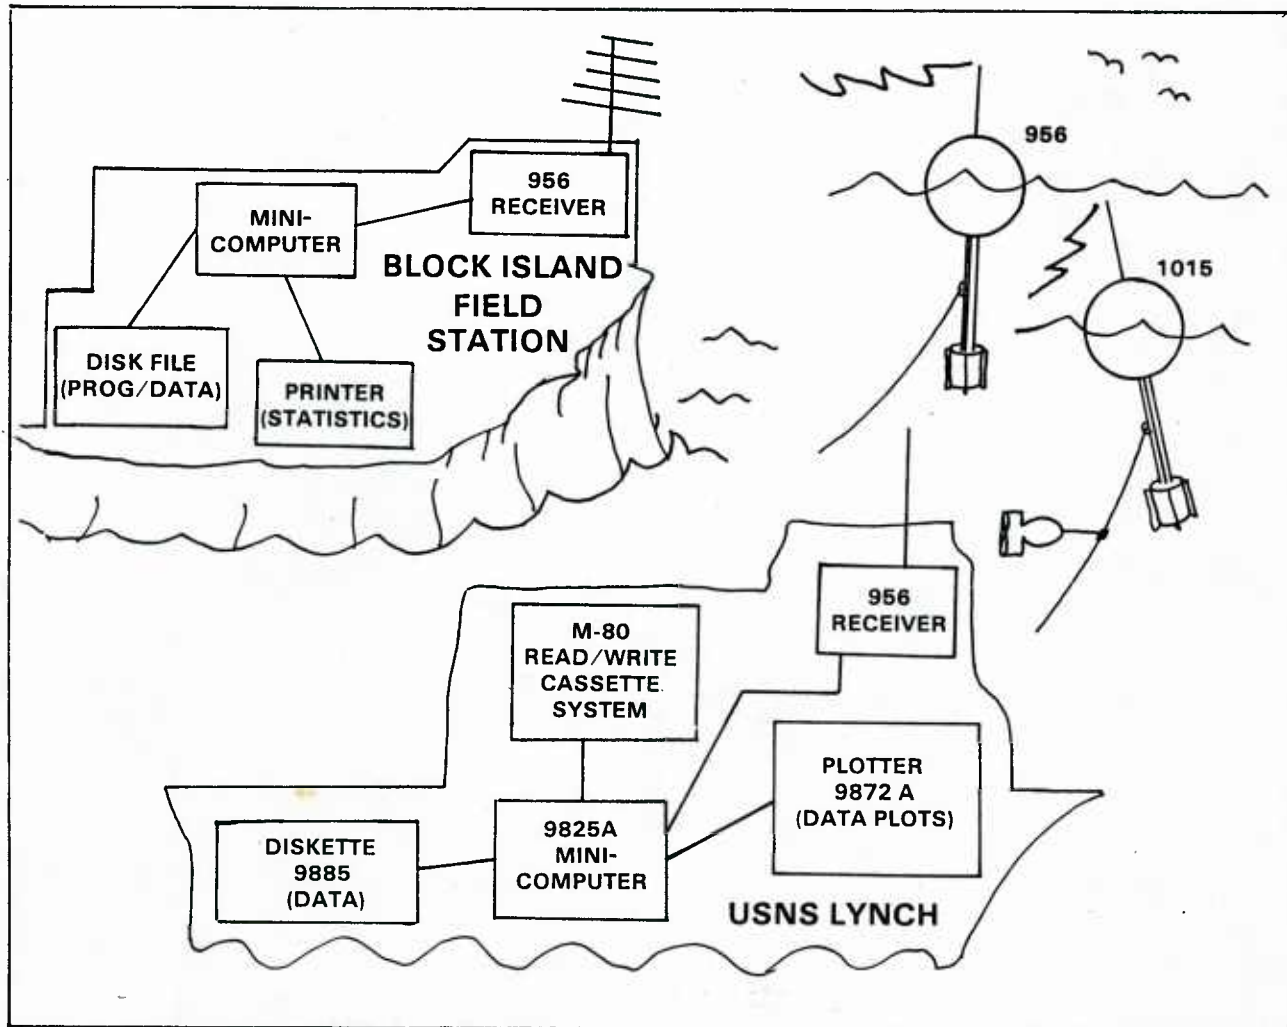 956
RECEIVER
MINI-
COMPUTER
BLOCK ISLAND
FIELD
STATION
DISK FILE
(PROG/DATA)
PRINTER
(STATISTICS)
956
1015
956
RECEIVER
M-80
READ/WRITE
CASSETTE
SYSTEM
PLOTTER
9872 A
(DATA PLOTS)
9825A
MINI-
COMPUTER
DISKETTE
9885
(DATA)
USNS LYNCH